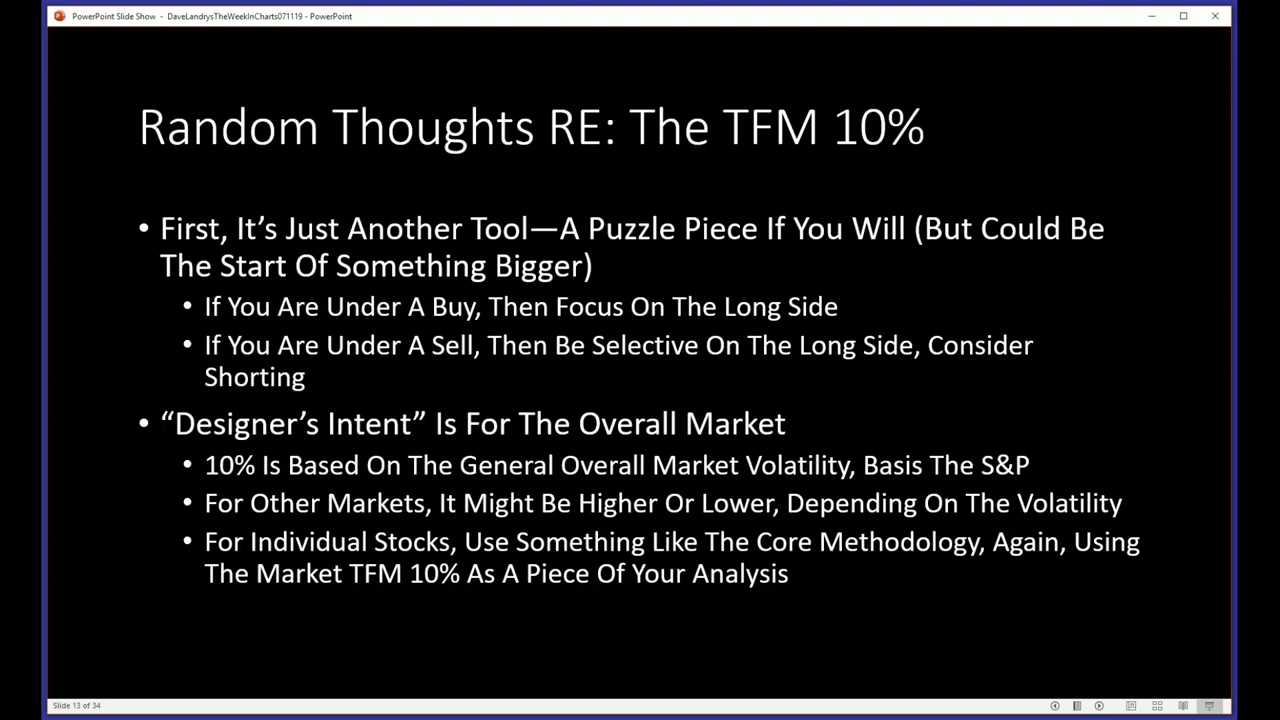 PowerPoint Slide Show - DaveLandrysTheWeekInCharts071119 - PowerPoint
Random Thoughts RE: The TFM 10%
• First, It’s Just Another Tool—A Puzzle Piece If You Will (But Could Be
The Start Of Something Bigger)
• If You Are Under A Buy, Then Focus On The Long Side
• If You Are Under A Sell, Then Be Selective On The Long Side, Consider
Shorting
• “Designer’s Intent” Is For The Overall Market
• 10% Is Based On The General Overall Market Volatility, Basis The S&P
• For Other Markets, It Might Be Higher Or Lower, Depending On The Volatility
• For Individual Stocks, Use Something Like The Core Methodology, Again, Using
The Market TFM 10% As A Piece Of Your Analysis
Slide 13 of 34